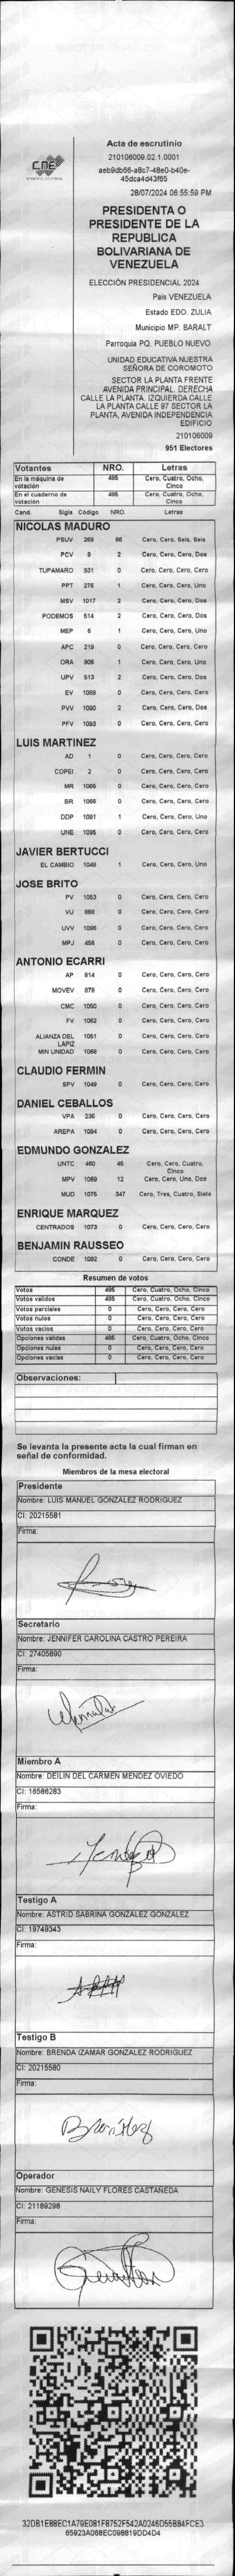 CNE
Acta de escrutinio
210106009.02.1.0001
aeb9db66-a8c7-48e0-b40e-
45dca4d43f65
28/07/2024 06:55:59 PM
PRESIDENTA O
PRESIDENTE DE LA
REPUBLICA
BOLIVARIANA DE
VENEZUELA
ELECCIÓN PRESIDENCIAL 2024
País VENEZUELA
Estado EDO. ZULIA
Municipio MP. BARALT
Parroquia PQ. PUEBLO NUEVO
UNIDAD EDUCATIVA NUESTRA
SEÑORA DE COROMOTO
SECTOR LA PLANTA FRENTE
AVENIDA PRINCIPAL. DERECHA
CALLE LA PLANTA. IZQUIERDA CALLE
LA PLANTA CALLE 97 SECTOR LA
PLANTA, AVENIDA INDEPENDENCIA
EDIFICIO
210106009
951 Electores
Votantes NRO. Letras
En la máquina de votación 485 Cero, Cuatro, Ocho, Cinco
En el cuaderno de votación 485 Cero, Cuatro, Ocho, Cinco
Cand. Sigla Código NRO. Letras
NICOLAS MADURO
PSUV 269 66 Cero, Cero, Seis, Seis
PCV 9 2 Cero, Cero, Cero, Dos
TUPAMARO 931 0 Cero, Cero, Cero, Cero
PPT 276 1 Cero, Cero, Cero, Uno
MSV 1017 2 Cero, Cero, Cero, Dos
PODEMOS 514 2 Cero, Cero, Cero, Dos
MEP 6 1 Cero, Cero, Cero, Uno
APC 219 0 Cero, Cero, Cero, Cero
ORA 906 1 Cero, Cero, Cero, Uno
UPV 513 2 Cero, Cero, Cero, Dos
EV 1089 0 Cero, Cero, Cero, Cero
PVV 1090 2 Cero, Cero, Cero, Dos
PFV 1093 0 Cero, Cero, Cero, Cero
LUIS MARTINEZ
AD 1 0 Cero, Cero, Cero, Cero
COPEI 2 0 Cero, Cero, Cero, Cero
MR 1065 0 Cero, Cero, Cero, Cero
BR 1066 0 Cero, Cero, Cero, Cero
DDP 1091 1 Cero, Cero, Cero, Uno
UNE 1095 0 Cero, Cero, Cero, Cero
JAVIER BERTUCCI
EL CAMBIO 1048 1 Cero, Cero, Cero, Uno
JOSE BRITO
PV 1053 0 Cero, Cero, Cero, Cero
VU 868 0 Cero, Cero, Cero, Cero
UVV 1096 0 Cero, Cero, Cero, Cero
MPJ 458 0 Cero, Cero, Cero, Cero
ANTONIO ECARRI
AP 814 0 Cero, Cero, Cero, Cero
MOVEV 878 0 Cero, Cero, Cero, Cero
CMC 1050 0 Cero, Cero, Cero, Cero
FV 1062 0 Cero, Cero, Cero, Cero
ALIANZA DEL LAPIZ 1051 0 Cero, Cero, Cero, Cero
MIN UNIDAD 1068 0 Cero, Cero, Cero, Cero
CLAUDIO FERMIN
SPV 1049 0 Cero, Cero, Cero, Cero
DANIEL CEBALLOS
VPA 236 0 Cero, Cero, Cero, Cero
AREPA 1094 0 Cero, Cero, Cero, Cero
EDMUNDO GONZALEZ
UNTC 460 45 Cero, Cero, Cuatro, Cinco
MPV 1069 12 Cero, Cero, Uno, Dos
MUD 1076 347 Cero, Tres, Cuatro, Siete
ENRIQUE MARQUEZ
CENTRADOS 1073 0 Cero, Cero, Cero, Cero
BENJAMIN RAUSSEO
CONDE 1092 0 Cero, Cero, Cero, Cero
Resumen de votos
Votos 485 Cero, Cuatro, Ocho, Cinco
Votos validos 485 Cero, Cuatro, Ocho, Cinco
Votos parciales 0 Cero, Cero, Cero, Cero
Votos nulos 0 Cero, Cero, Cero, Cero
Votos vacios 0 Cero, Cero, Cero, Cero
Opciones validas 485 Cero, Cuatro, Ocho, Cinco
Opciones nulas 0 Cero, Cero, Cero, Cero
Opciones vacias 0 Cero, Cero, Cero, Cero
Observaciones:
Se levanta la presente acta la cual firman en
señal de conformidad.
Miembros de la mesa electoral
Presidente
Nombre: LUIS MANUEL GONZALEZ RODRIGUEZ
CI: 20215581
Firma:
Secretario
Nombre: JENNIFER CAROLINA CASTRO PEREIRA
CI: 27405890
Firma:
Miembro A
Nombre: DEILIN DEL CARMEN MENDEZ OVIEDO
CI: 16586283
Firma:
Testigo A
Nombre: ASTRID SABRINA GONZALEZ GONZALEZ
CI: 19749343
Firma:
Testigo B
Nombre: BRENDA IZAMAR GONZALEZ RODRIGUEZ
CI: 20215580
Firma:
Operador
Nombre: GENESIS NAILY FLORES CASTAÑEDA
CI: 21189298
Firma:
32DB1E88EC1A79E081F8752F542A0246D55B84FCE3
65923A068EC098819DD4D4